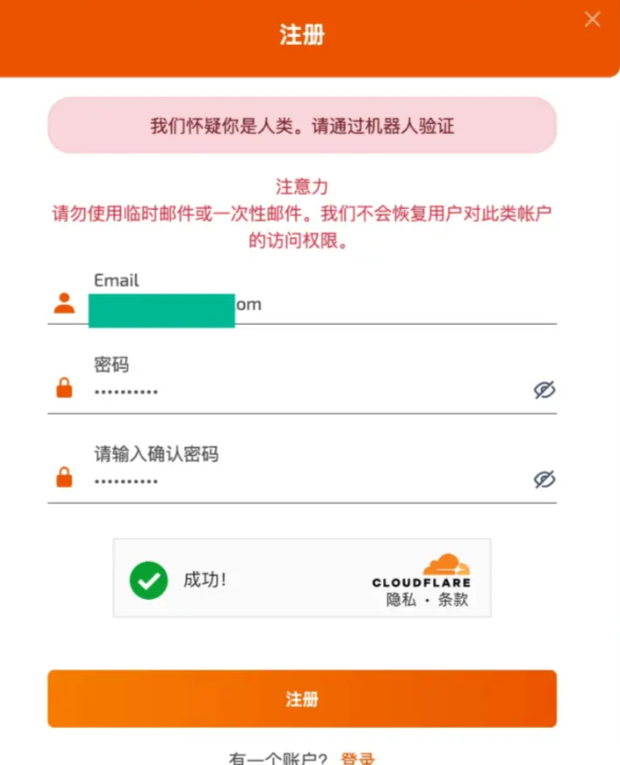 注册
我们怀疑你是人类。请通过机器人验证
注意力
请勿使用临时邮件或一次性邮件。我们不会恢复用户对此类帐户
的访问权限。
Email
om
密码
••••••••••
请输入确认密码
••••••••••
成功!
CLOUDFLARE
隐私 • 条款
注册
有一个账户? 登录